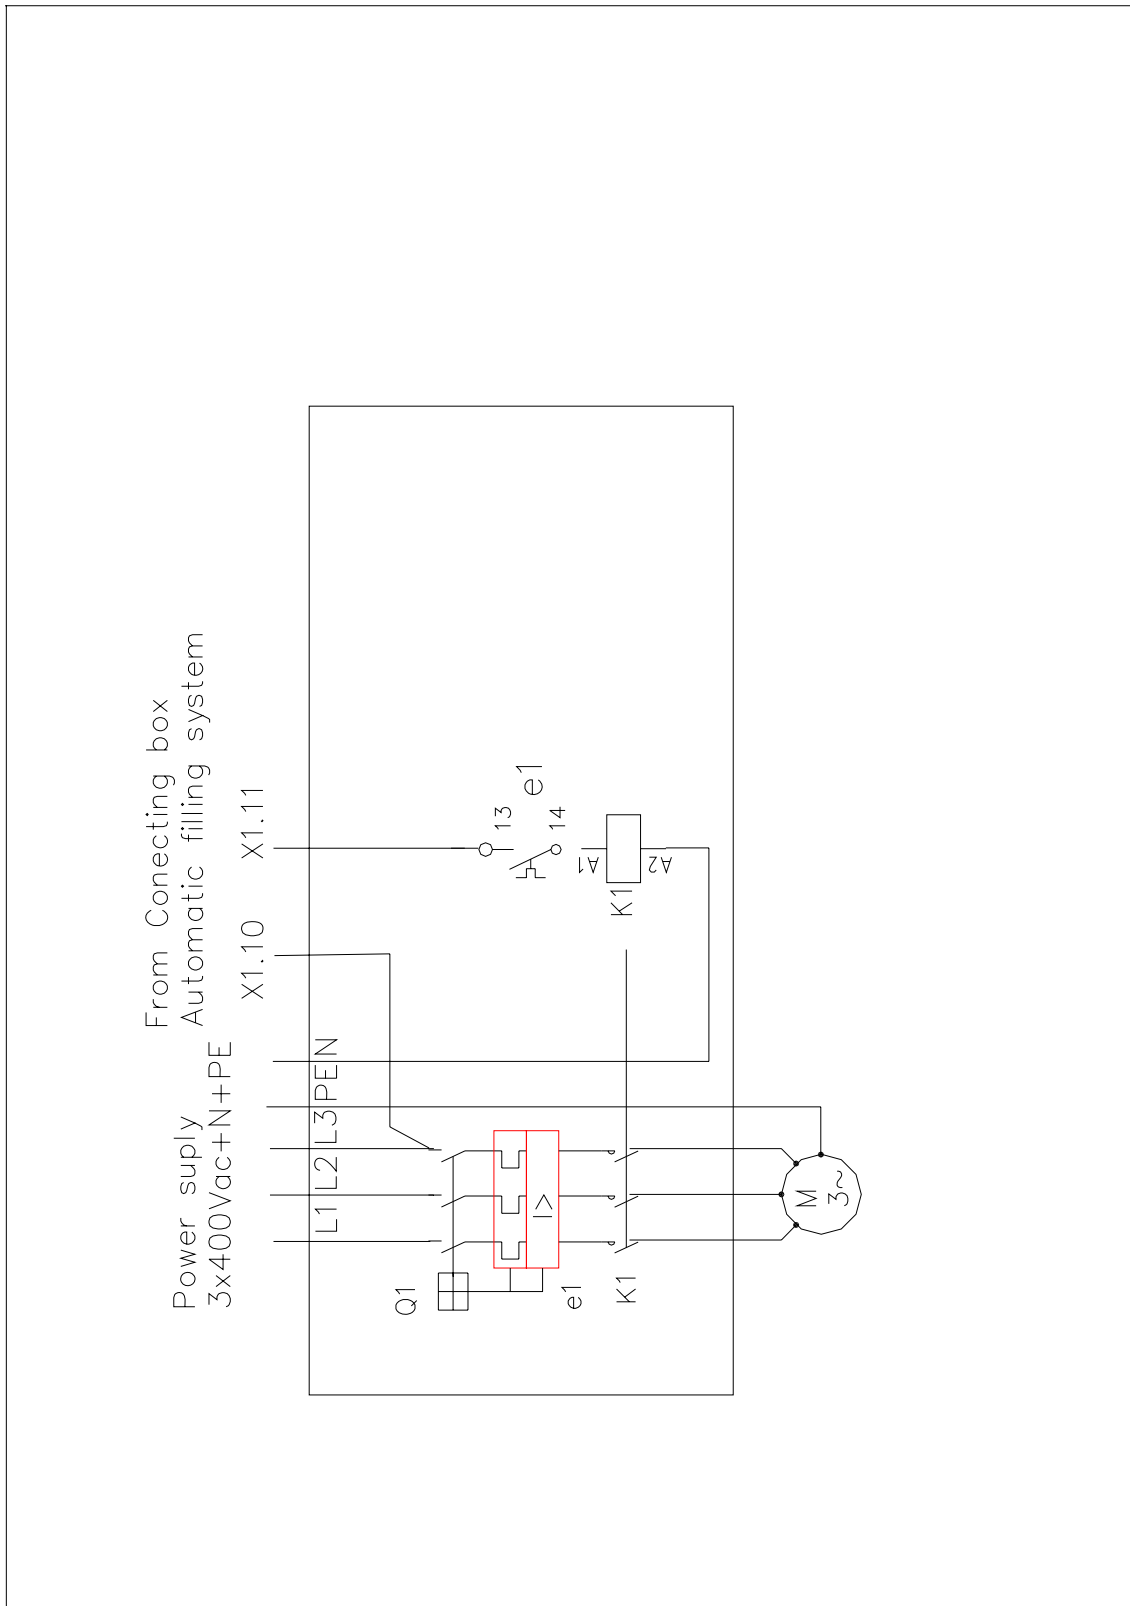 From Conecting box
Automatic filling system
Power suply
3x400Vac+N+PE
X1.10
X1.11
L1 L2 L3 PE N
Q1
I>
e1
K1
13
14
e1
A1
A2
K1
M
3~